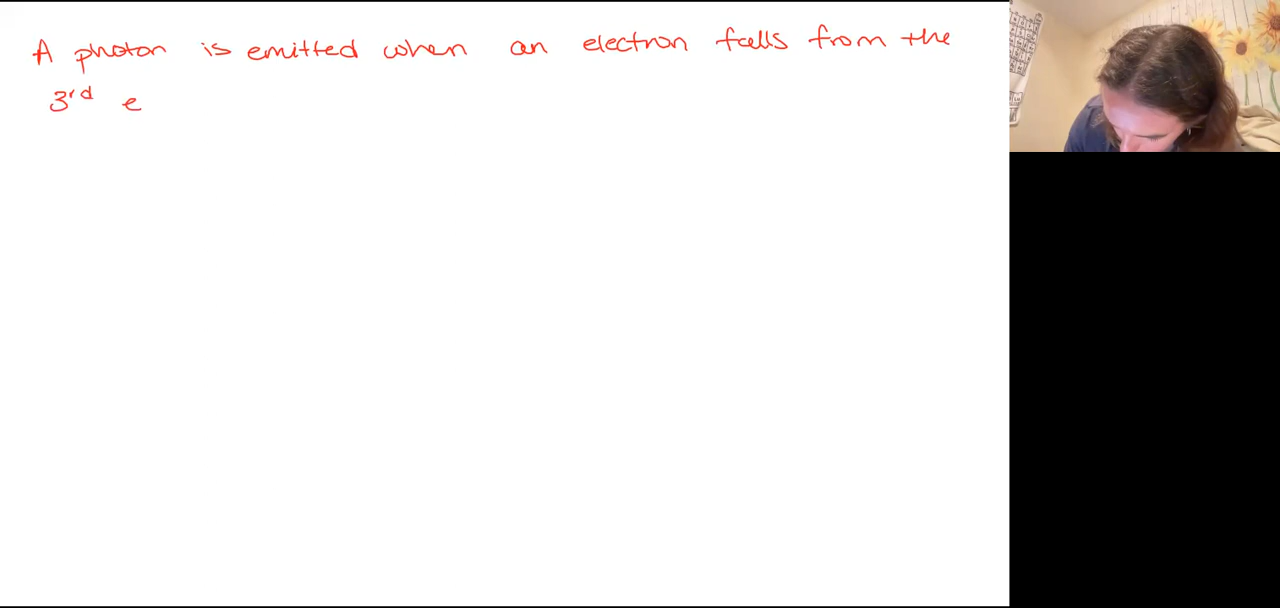 A photon is emitted when an electron falls from the
3rd e